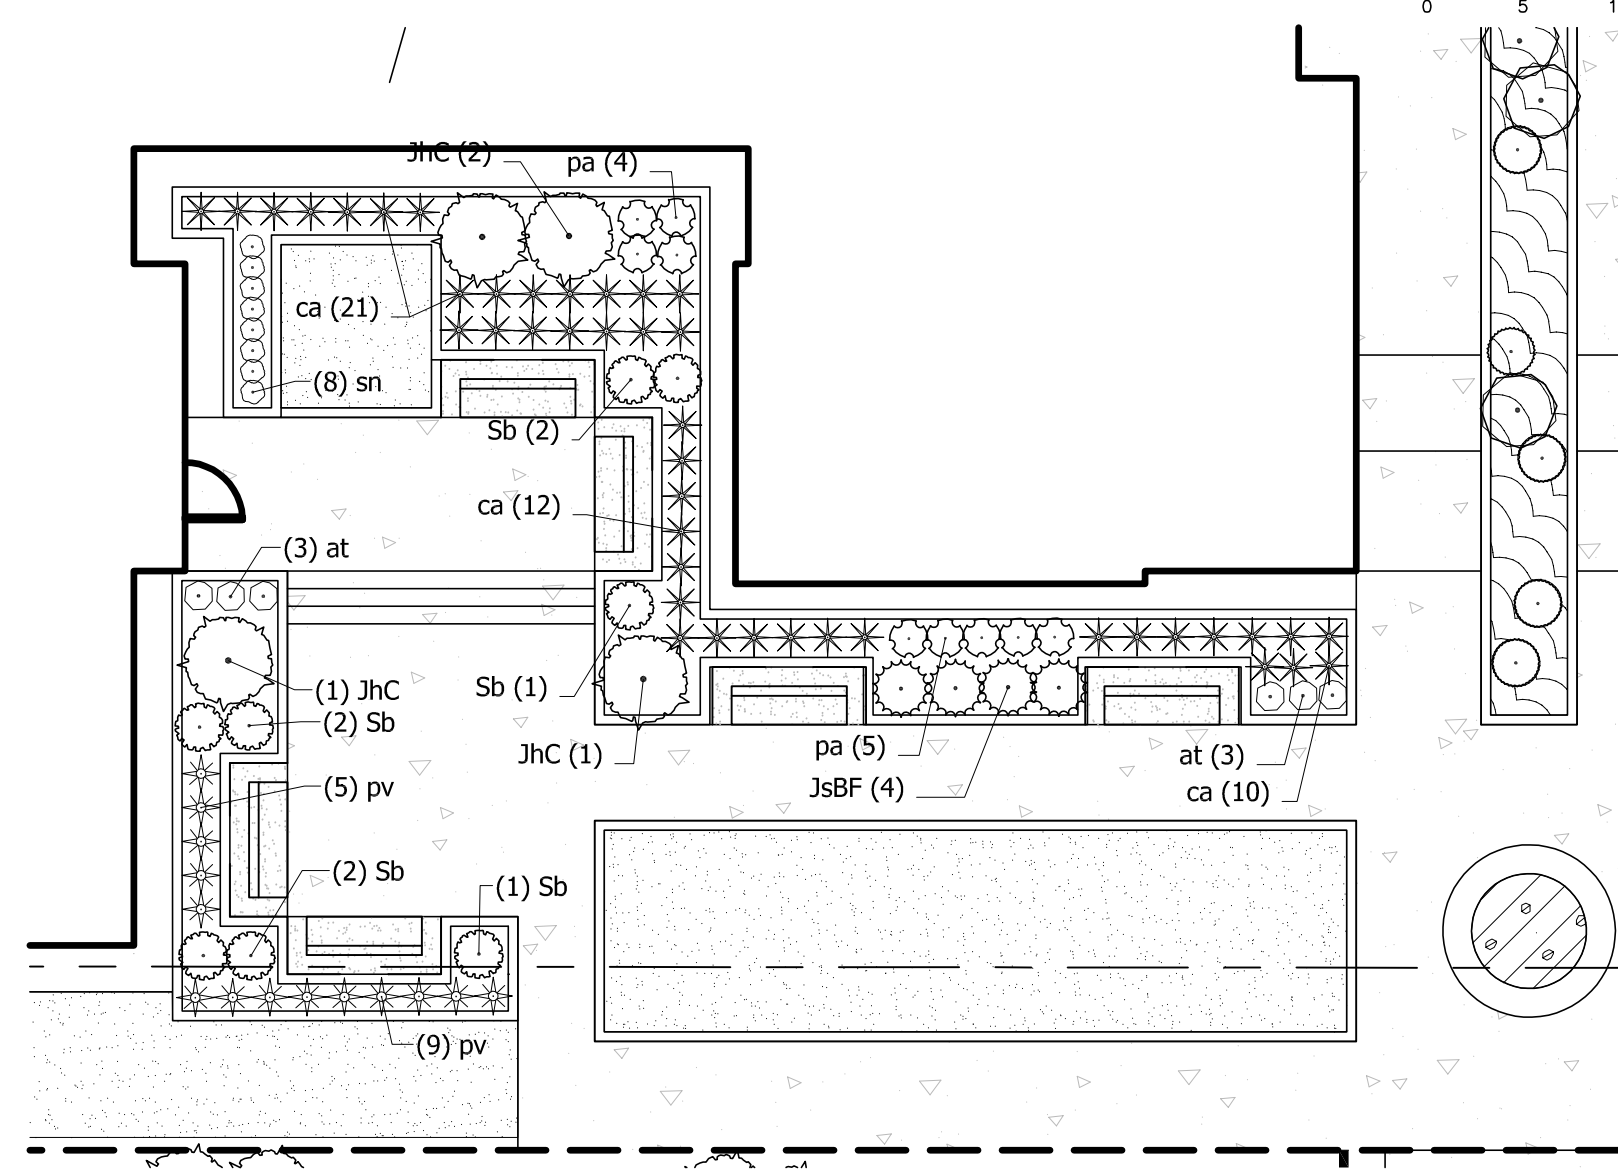 0 5 1
JhC (2)
pa (4)
ca (21)
(8) sn
Sb (2)
ca (12)
(3) at
(1) JhC
Sb (1)
(2) Sb
JhC (1)
pa (5)
at (3)
(5) pv
JsBF (4)
ca (10)
(2) Sb
(1) Sb
(9) pv